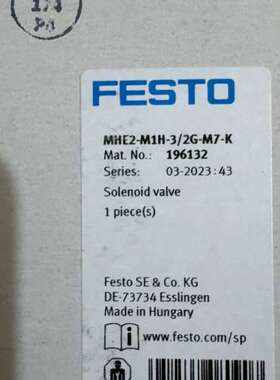 FESTO
MHE2-M1H-3/2G-M7-K
Mat. No.: 196132
Series: 03-2023:43
Solenoid valve
1 piece(s)
Festo SE & Co. KG
DE-73734 Esslingen
Made in Hungary
www.festo.com/sp